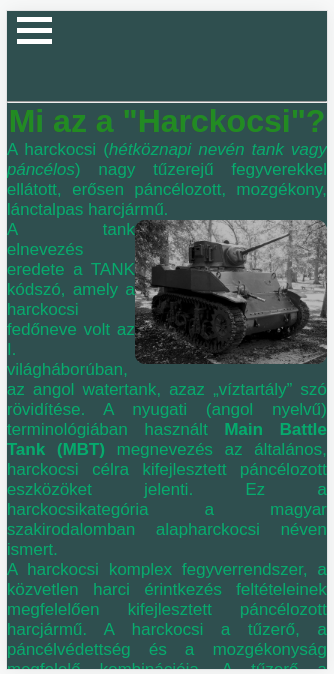 Mi az a "Harckocsi"?
A harckocsi (hétköznapi nevén tank vagy
páncélos) nagy tűzerejű fegyverekkel
ellátott, erősen páncélozott, mozgékony,
lánctalpas harcjármű.
A tank
elnevezés
eredete a TANK
kódszó, amely a
harckocsi
fedőneve volt az
I.
világháborúban,
az angol watertank, azaz „víztartály” szó
rövidítése. A nyugati (angol nyelvű)
terminológiában használt Main Battle
Tank (MBT) megnevezés az általános,
harckocsi célra kifejlesztett páncélozott
eszközöket jelenti. Ez a
harckocsikategória a magyar
szakirodalomban alapharckocsi néven
ismert.
A harckocsi komplex fegyverrendszer, a
közvetlen harci érintkezés feltételeinek
megfelelően kifejlesztett páncélozott
harcjármű. A harckocsi a tűzerő, a
páncélvédettség és a mozgékonyság
megfelelő kombinációja. A tűzerő a